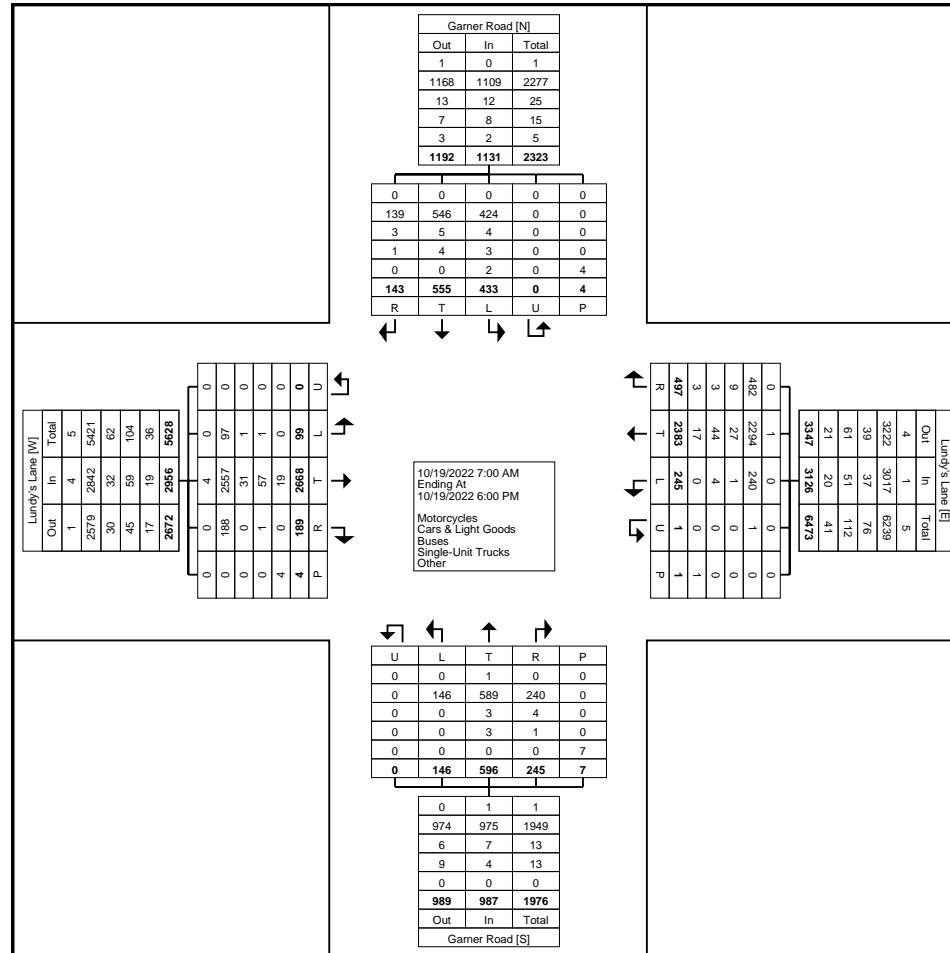 Garner Road [N]
Out In Total
1 0 1
1168 1109 2277
13 12 25
7 8 15
3 2 5
1192 1131 2323
0 0 0 0 0
139 546 424 0 0
3 5 4 0 0
1 4 3 0 0
0 0 2 0 4
143 555 433 0 4
R T L U P
Lundy's Lane [W]
Out In Total
1 4 5
2579 2842 5421
30 32 62
45 59 104
17 19 36
2672 2956 5628
0 0 4 0 0
0 188 2557 97 0
0 0 31 1 0
0 1 57 1 0
4 0 19 0 0
4 189 2668 99 0
P R T L U
10/19/2022 7:00 AM
Ending At
10/19/2022 6:00 PM
Motorcycles
Cars & Light Goods
Buses
Single-Unit Trucks
Other
Lundy's Lane [E]
Out In Total
4 1 5
3222 3017 6239
39 37 76
61 51 112
21 20 41
3347 3126 6473
0 1 0 0 0
482 2294 240 1 0
9 27 1 0 0
3 44 4 0 0
3 17 0 0 1
497 2383 245 1 1
R T L U P
U L T R P
0 0 1 0 0
0 146 589 240 0
0 0 3 4 0
0 0 3 1 0
0 0 0 0 7
0 146 596 245 7
0 1 1
974 975 1949
6 7 13
9 4 13
0 0 0
989 987 1976
Out In Total
Garner Road [S]